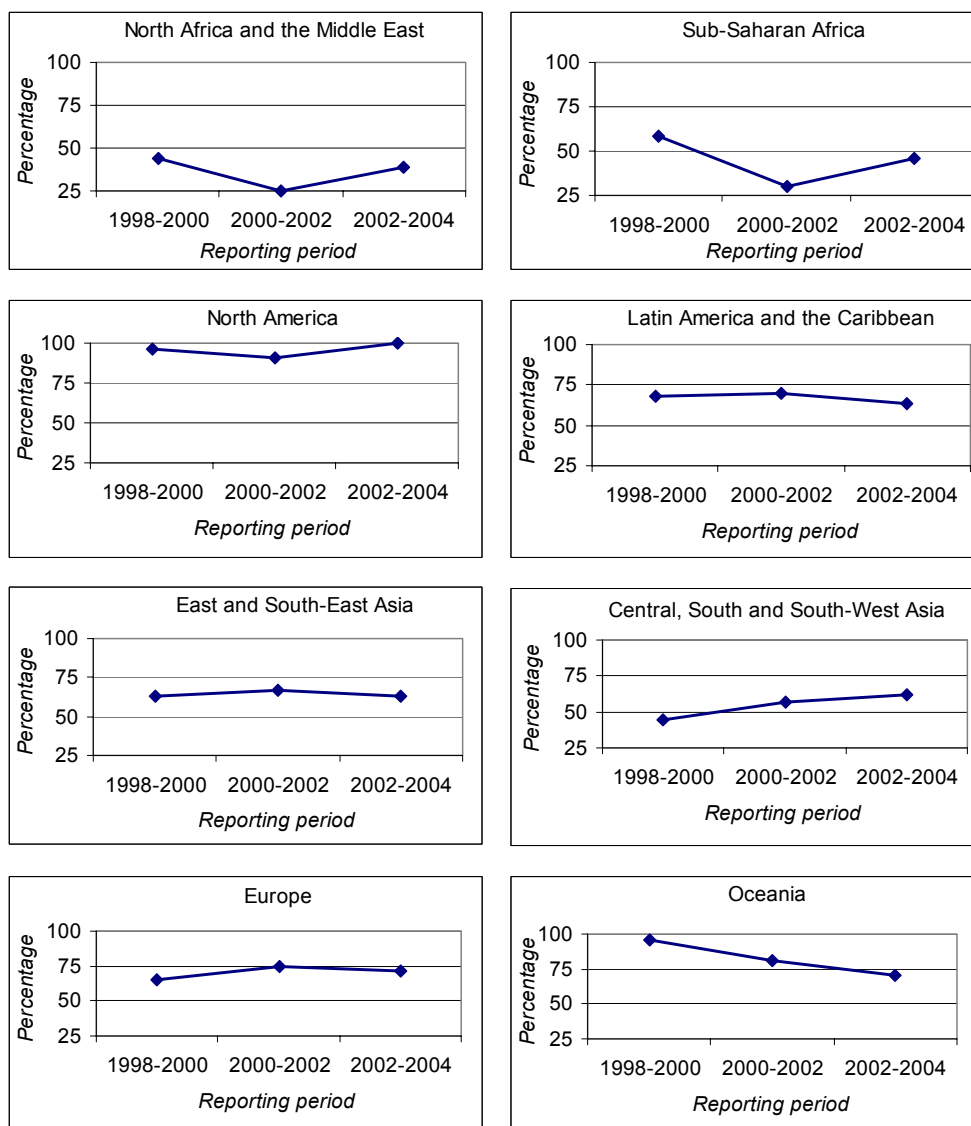 North Africa and the Middle East
100
75
50
25
Percentage
1998-2000 2000-2002 2002-2004
Reporting period
Sub-Saharan Africa
100
75
50
25
Percentage
1998-2000 2000-2002 2002-2004
Reporting period
North America
100
75
50
25
Percentage
1998-2000 2000-2002 2002-2004
Reporting period
Latin America and the Caribbean
100
75
50
25
Percentage
1998-2000 2000-2002 2002-2004
Reporting period
East and South-East Asia
100
75
50
25
Percentage
1998-2000 2000-2002 2002-2004
Reporting period
Central, South and South-West Asia
100
75
50
25
Percentage
1998-2000 2000-2002 2002-2004
Reporting period
Europe
100
75
50
25
Percentage
1998-2000 2000-2002 2002-2004
Reporting period
Oceania
100
75
50
25
Percentage
1998-2000 2000-2002 2002-2004
Reporting period